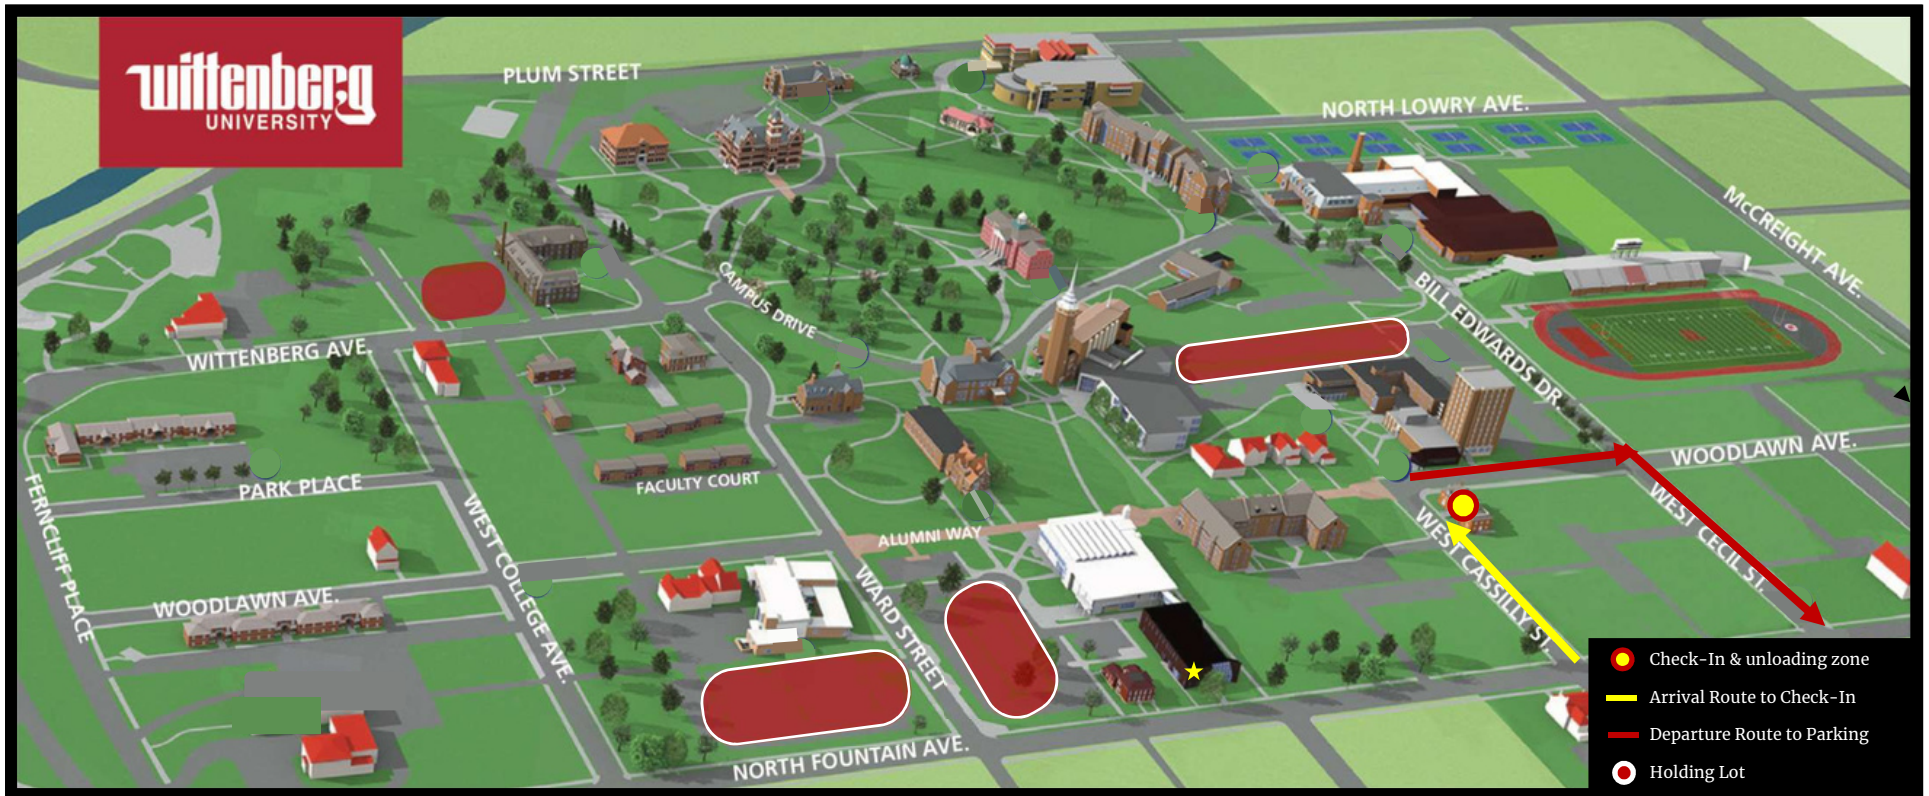 wittenberg
UNIVERSITY
PLUM STREET
NORTH LOWRY AVE.
McCREIGHT AVE.
CAMPUS DRIVE
BILL EDWARDS DR.
WITTENBERG AVE.
WOODLAWN AVE.
FERNCLIFF PLACE
PARK PLACE
FACULTY COURT
WEST COLLEGE AVE.
ALUMNI WAY
WEST CASSILLY ST.
WEST CECIL ST.
WOODLAWN AVE.
WARD STREET
NORTH FOUNTAIN AVE.
Check-In & unloading zone
Arrival Route to Check-In
Departure Route to Parking
Holding Lot